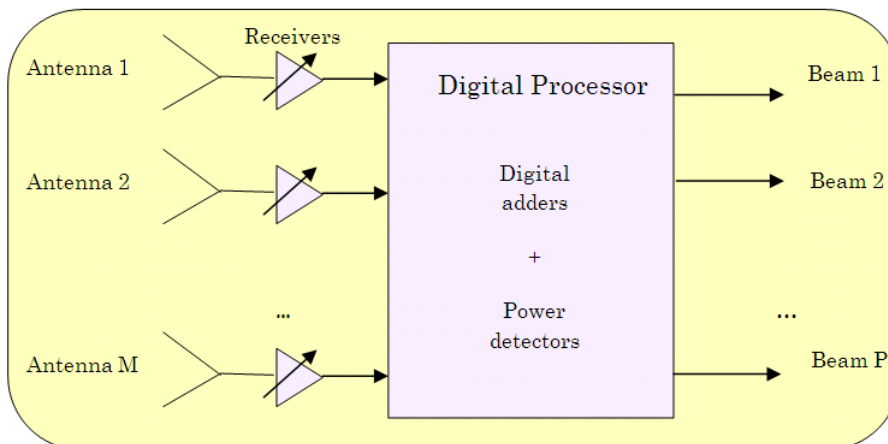 Receivers
Antenna 1
Digital Processor
Beam 1
Antenna 2
Digital
adders
Beam 2
+
...
Power
detectors
...
Antenna M
Beam P